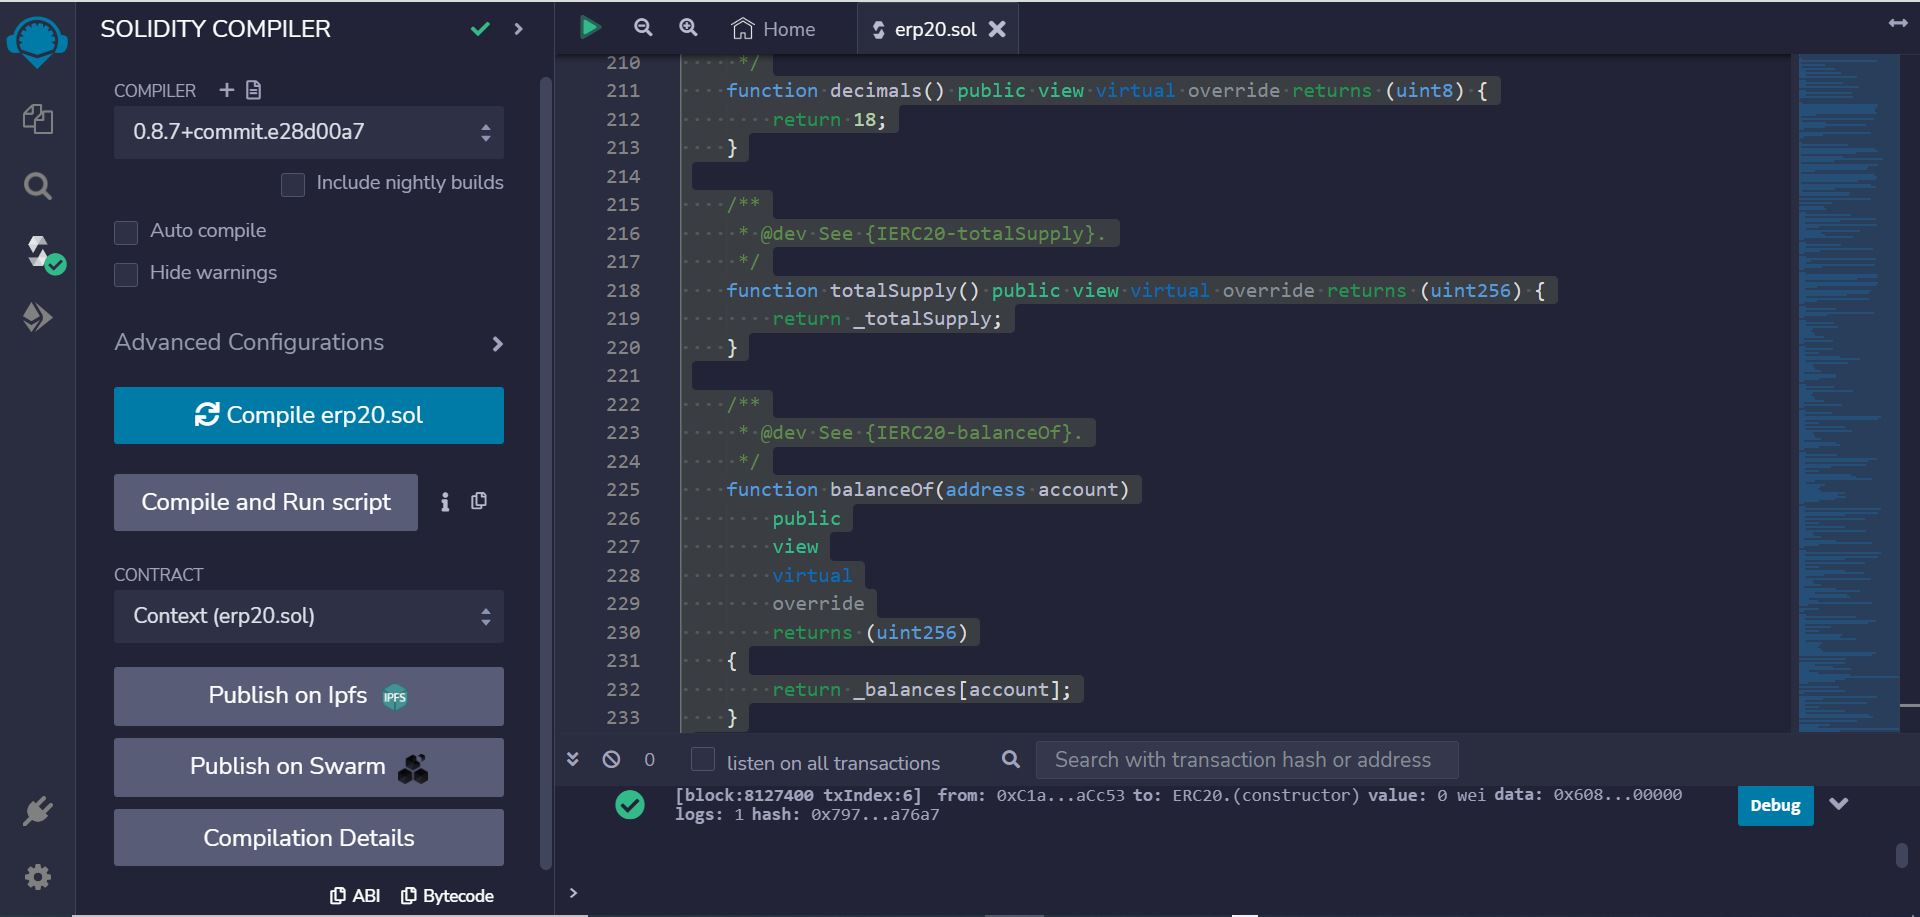 SOLIDITY COMPILER
COMPILER
0.8.7+commit.e28d00a7
Include nightly builds
Auto compile
Hide warnings
Advanced Configurations
Compile erp20.sol
Compile and Run script
CONTRACT
Context (erp20.sol)
Publish on Ipfs IPFS
Publish on Swarm
Compilation Details
ABI Bytecode
Home erp20.sol
210 */
211 function decimals() public view virtual override returns (uint8) {
212 return 18;
213 }
214
215 /**
216 * @dev See {IERC20-totalSupply}.
217 */
218 function totalSupply() public view virtual override returns (uint256) {
219 return _totalSupply;
220 }
221
222 /**
223 * @dev See {IERC20-balanceOf}.
224 */
225 function balanceOf(address account)
226 public
227 view
228 virtual
229 override
230 returns (uint256)
231 {
232 return _balances[account];
233 }
0 listen on all transactions Search with transaction hash or address
[block:8127400 txIndex:6] from: 0xC1a...aCc53 to: ERC20.(constructor) value: 0 wei data: 0x608...00000
logs: 1 hash: 0x797...a76a7
Debug
>